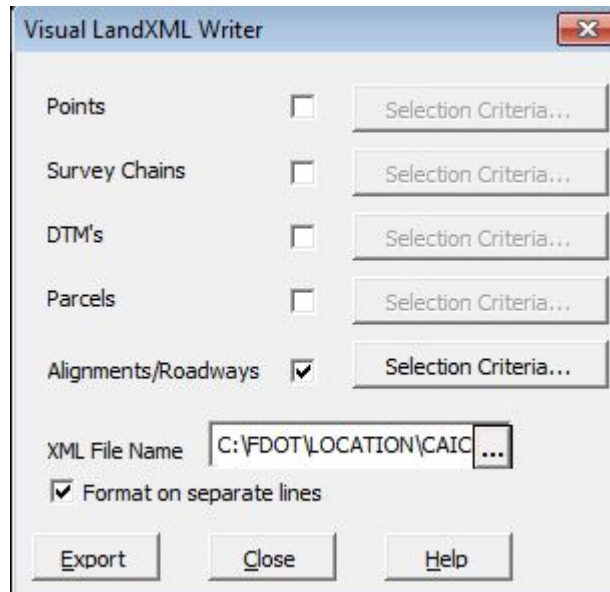 Visual LandXML Writer
Points Selection Criteria...
Survey Chains Selection Criteria...
DTM's Selection Criteria...
Parcels Selection Criteria...
Alignments/Roadways Selection Criteria...
XML File Name C:\FDOT\LOCATION\CAIC ...
Format on separate lines
Export Close Help